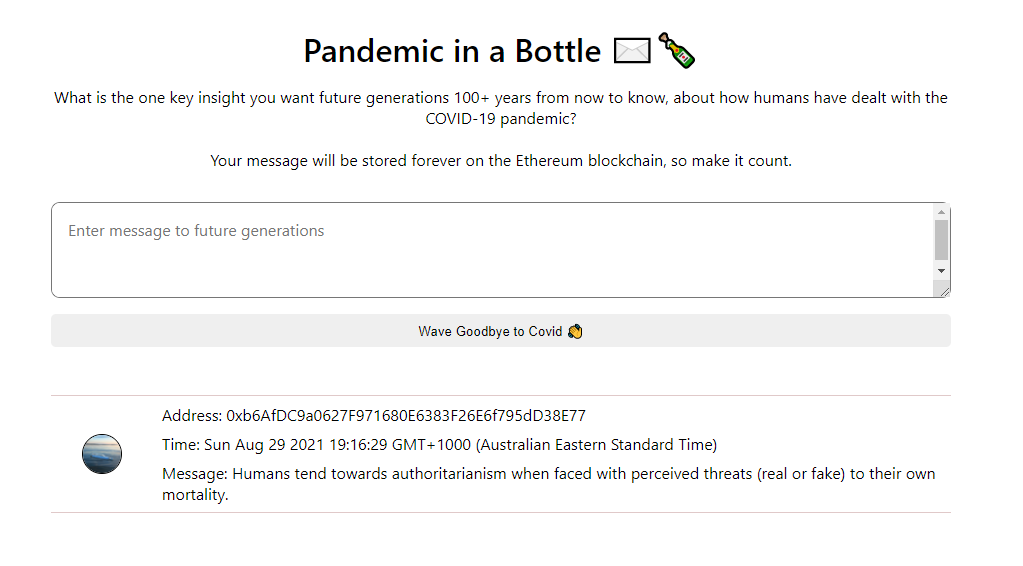 Pandemic in a Bottle ✉️🍾
What is the one key insight you want future generations 100+ years from now to know, about how humans have dealt with the
COVID-19 pandemic?
Your message will be stored forever on the Ethereum blockchain, so make it count.
Enter message to future generations
Wave Goodbye to Covid 👋
Address: 0xb6AfDC9a0627F971680E6383F26E6f795dD38E77
Time: Sun Aug 29 2021 19:16:29 GMT+1000 (Australian Eastern Standard Time)
Message: Humans tend towards authoritarianism when faced with perceived threats (real or fake) to their own
mortality.